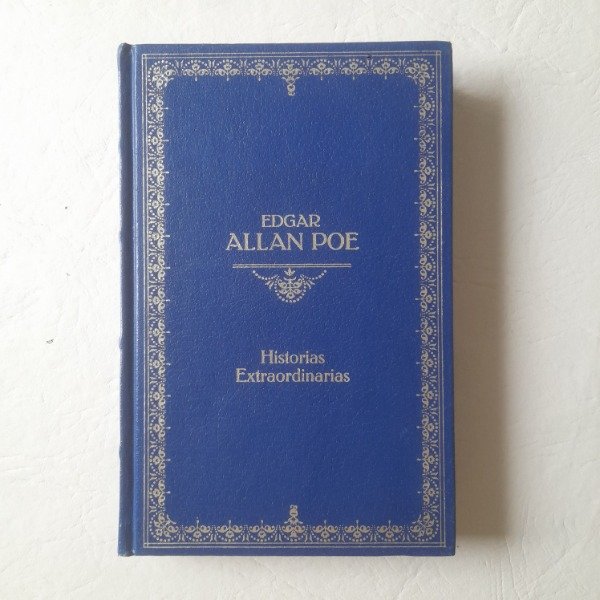 EDGAR
ALLAN POE
Historias
Extraordinarias